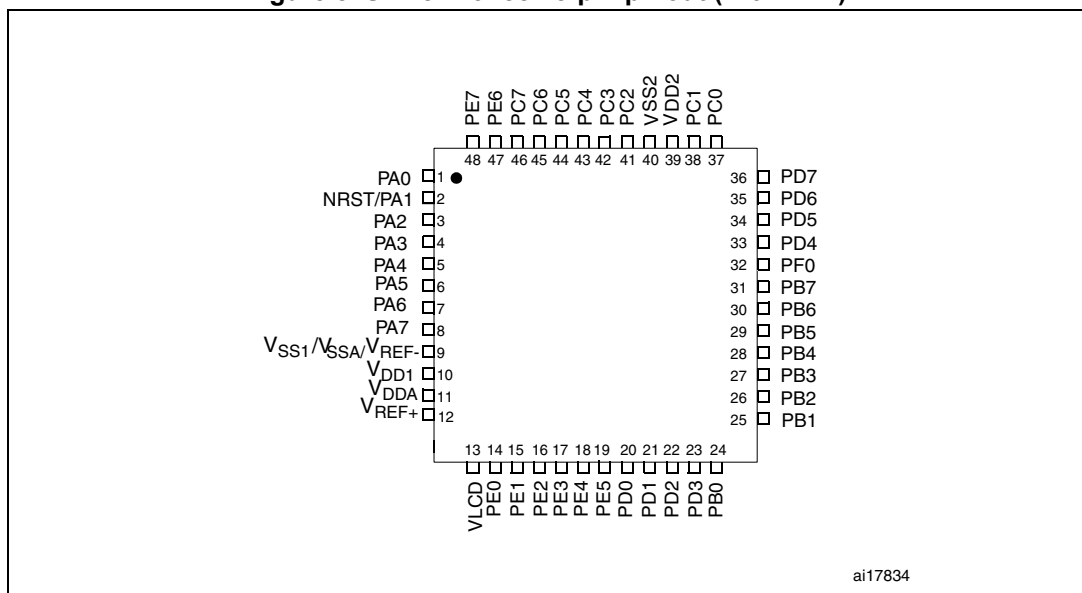 PE7 PE6 PC7 PC6 PC5 PC4 PC3 PC2 VSS2 VDD2 PC1 PC0
48 47 46 45 44 43 42 41 40 39 38 37
PA0 1 36 PD7
NRST/PA1 2 35 PD6
PA2 3 34 PD5
PA3 4 33 PD4
PA4 5 32 PF0
PA5 6 31 PB7
PA6 7 30 PB6
PA7 8 29 PB5
VSS1/VSSA/VREF- 9 28 PB4
VDD1 10 27 PB3
VDDA 11 26 PB2
VREF+ 12 25 PB1
13 14 15 16 17 18 19 20 21 22 23 24
VLCD PE0 PE1 PE2 PE3 PE4 PE5 PD0 PD1 PD2 PD3 PB0
ai17834